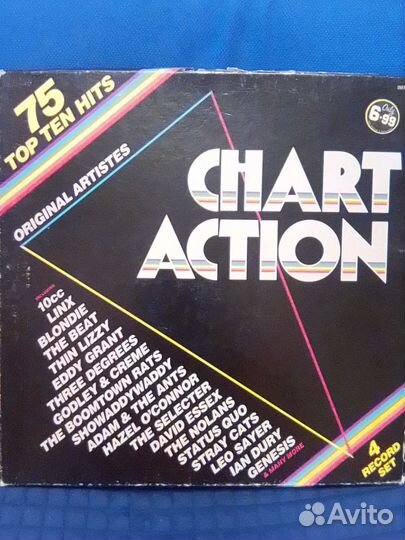 75
TOP TEN HITS
ORIGINAL ARTISTES
Only
6.99
CHART
ACTION
INCLUDING
10cc
LINX
BLONDIE
THE BEAT
THIN LIZZY
EDDY GRANT
THREE DEGREES
GODLEY & CREME
THE BOOMTOWN RATS
SHOWADDYWADDY
ADAM & THE ANTS
HAZEL O'CONNOR
THE SELECTER
DAVID ESSEX
THE NOLANS
STATUS QUO
STRAY CATS
LEO SAYER
IAN DURY
GENESIS
& MANY MORE
4
RECORD
SET
Avito